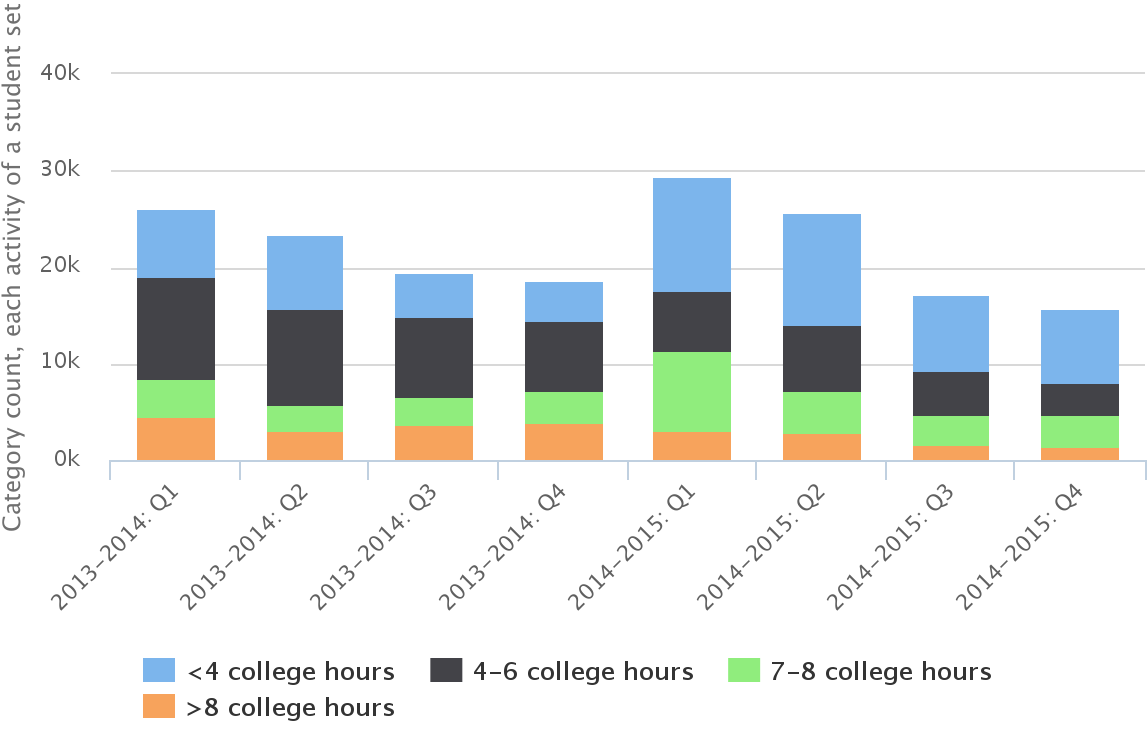 Category count, each activity of a student set
40k
30k
20k
10k
0k
2013–2014: Q1
2013–2014: Q2
2013–2014: Q3
2013–2014: Q4
2014–2015: Q1
2014–2015: Q2
2014–2015: Q3
2014–2015: Q4
<4 college hours
4–6 college hours
7–8 college hours
>8 college hours